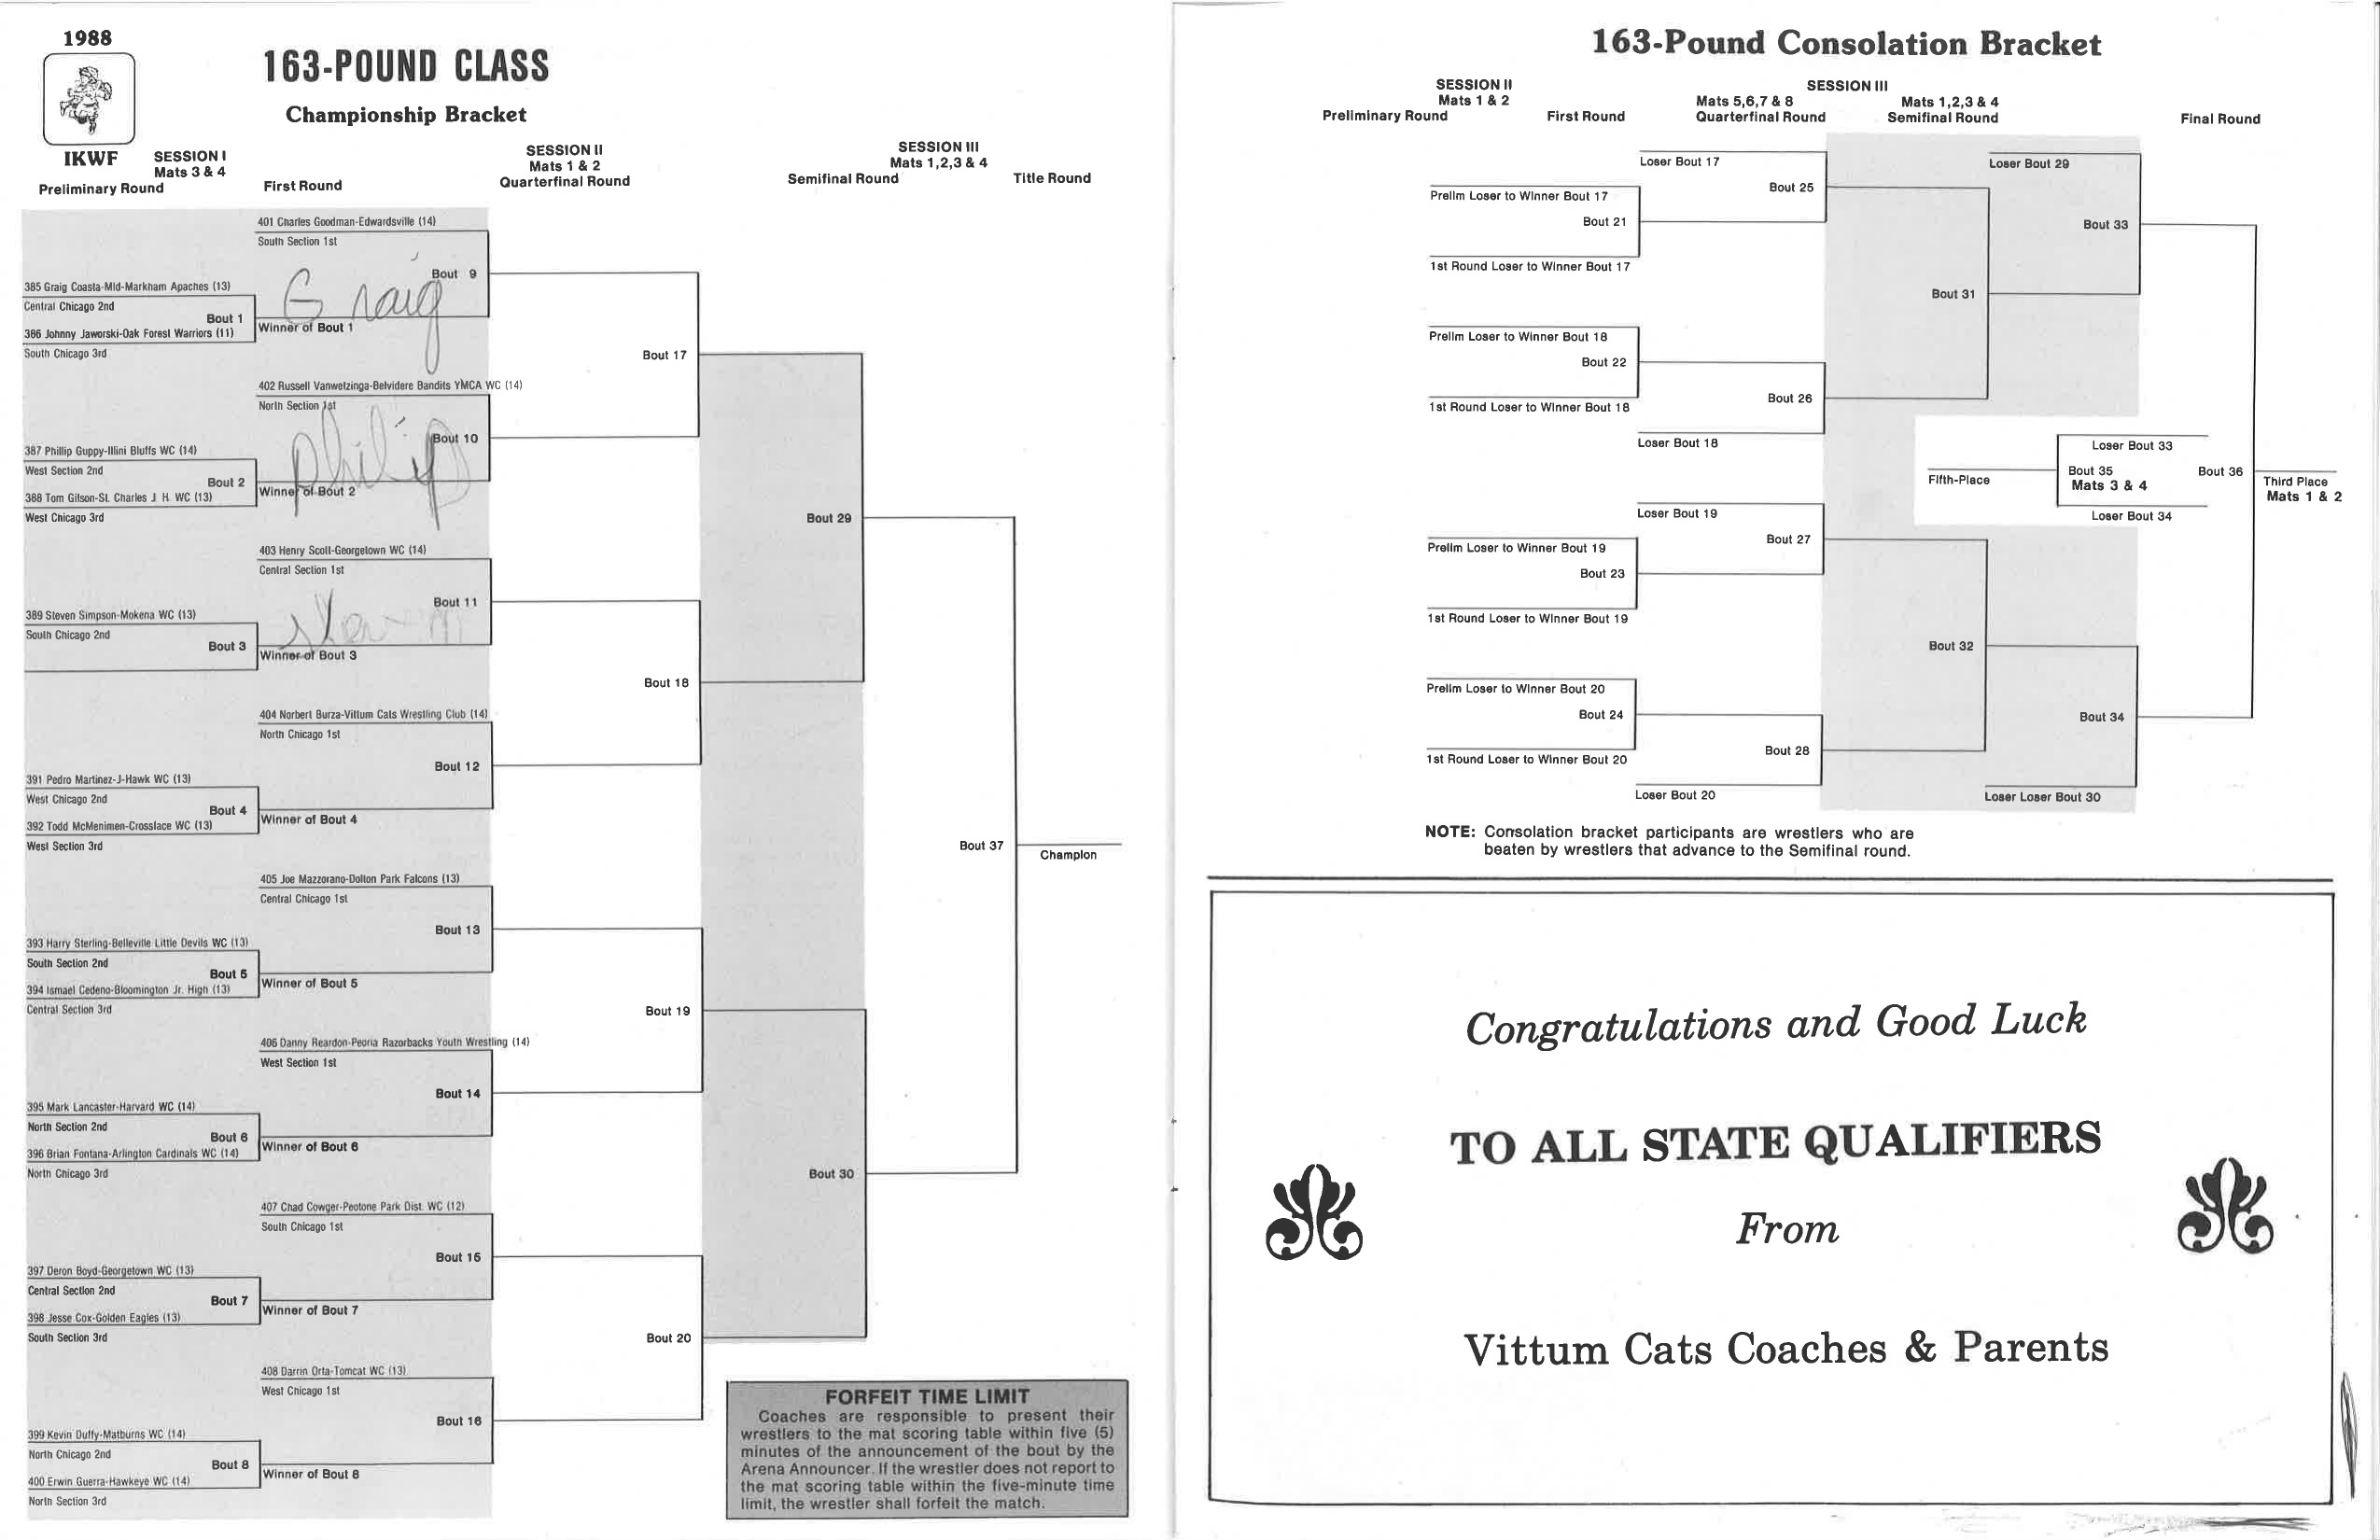 1988
163-POUND CLASS
Championship Bracket
IKWF
SESSION I
Mats 3 & 4
Preliminary Round
First Round
SESSION II
Mats 1 & 2
Quarterfinal Round
SESSION III
Mats 1,2,3 & 4
Semifinal Round
Title Round
401 Charles Goodman-Edwardsville (14)
South Section 1st
Bout 9
385 Graig Coasta-Mid-Markham Apaches (13)
Central Chicago 2nd
Bout 1
Graig
386 Johnny Jaworski-Oak Forest Warriors (11)
Winner of Bout 1
South Chicago 3rd
Bout 17
402 Russell Vanwetzinga-Belvidere Bandits YMCA WC (14)
North Section 1st
Bout 10
387 Phillip Guppy-Illini Bluffs WC (14)
West Section 2nd
Bout 2
Philip
388 Tom Gilson-St. Charles J. H. WC (13)
Winner of Bout 2
West Chicago 3rd
Bout 29
403 Henry Scott-Georgetown WC (14)
Central Section 1st
Bout 11
389 Steven Simpson-Mokena WC (13)
South Chicago 2nd
Bout 3
Winner of Bout 3
Bout 18
404 Norbert Burza-Vittum Cats Wrestling Club (14)
North Chicago 1st
Bout 12
391 Pedro Martinez-J-Hawk WC (13)
West Chicago 2nd
Bout 4
392 Todd McMenimen-Crossface WC (13)
Winner of Bout 4
West Section 3rd
Bout 37
Champion
405 Joe Mazzorano-Dolton Park Falcons (13)
Central Chicago 1st
Bout 13
393 Harry Sterling-Belleville Little Devils WC (13)
South Section 2nd
Bout 5
394 Ismael Cedeno-Bloomington Jr. High (13)
Winner of Bout 5
Central Section 3rd
Bout 19
406 Danny Reardon-Peoria Razorbacks Youth Wrestling (14)
West Section 1st
Bout 14
395 Mark Lancaster-Harvard WC (14)
North Section 2nd
Bout 6
396 Brian Fontana-Arlington Cardinals WC (14)
Winner of Bout 6
North Chicago 3rd
Bout 30
407 Chad Cowger-Peotone Park Dist. WC (12)
South Chicago 1st
Bout 15
397 Deron Boyd-Georgetown WC (13)
Central Section 2nd
Bout 7
398 Jesse Cox-Golden Eagles (13)
Winner of Bout 7
South Section 3rd
Bout 20
408 Darrin Orta-Tomcat WC (13)
West Chicago 1st
Bout 16
399 Kevin Duffy-Matburns WC (14)
North Chicago 2nd
Bout 8
400 Erwin Guerra-Hawkeye WC (14)
Winner of Bout 8
North Section 3rd
FORFEIT TIME LIMIT
Coaches are responsible to present their
wrestlers to the mat scoring table within five (5)
minutes of the announcement of the bout by the
Arena Announcer. If the wrestler does not report to
the mat scoring table within the five-minute time
limit, the wrestler shall forfeit the match.
163-Pound Consolation Bracket
SESSION II
Mats 1 & 2
Preliminary Round
First Round
SESSION III
Mats 5,6,7 & 8
Quarterfinal Round
Mats 1,2,3 & 4
Semifinal Round
Final Round
Loser Bout 17
Loser Bout 29
Bout 25
Prelim Loser to Winner Bout 17
Bout 21
Bout 33
1st Round Loser to Winner Bout 17
Bout 31
Prelim Loser to Winner Bout 18
Bout 22
Bout 26
1st Round Loser to Winner Bout 18
Loser Bout 18
Loser Bout 33
Fifth-Place
Bout 35
Mats 3 & 4
Bout 36
Third Place
Mats 1 & 2
Loser Bout 19
Loser Bout 34
Bout 27
Prelim Loser to Winner Bout 19
Bout 23
1st Round Loser to Winner Bout 19
Bout 32
Prelim Loser to Winner Bout 20
Bout 24
Bout 34
Bout 28
1st Round Loser to Winner Bout 20
Loser Bout 20
Loser Loser Bout 30
NOTE: Consolation bracket participants are wrestlers who are
beaten by wrestlers that advance to the Semifinal round.
Congratulations and Good Luck
TO ALL STATE QUALIFIERS
From
Vittum Cats Coaches & Parents